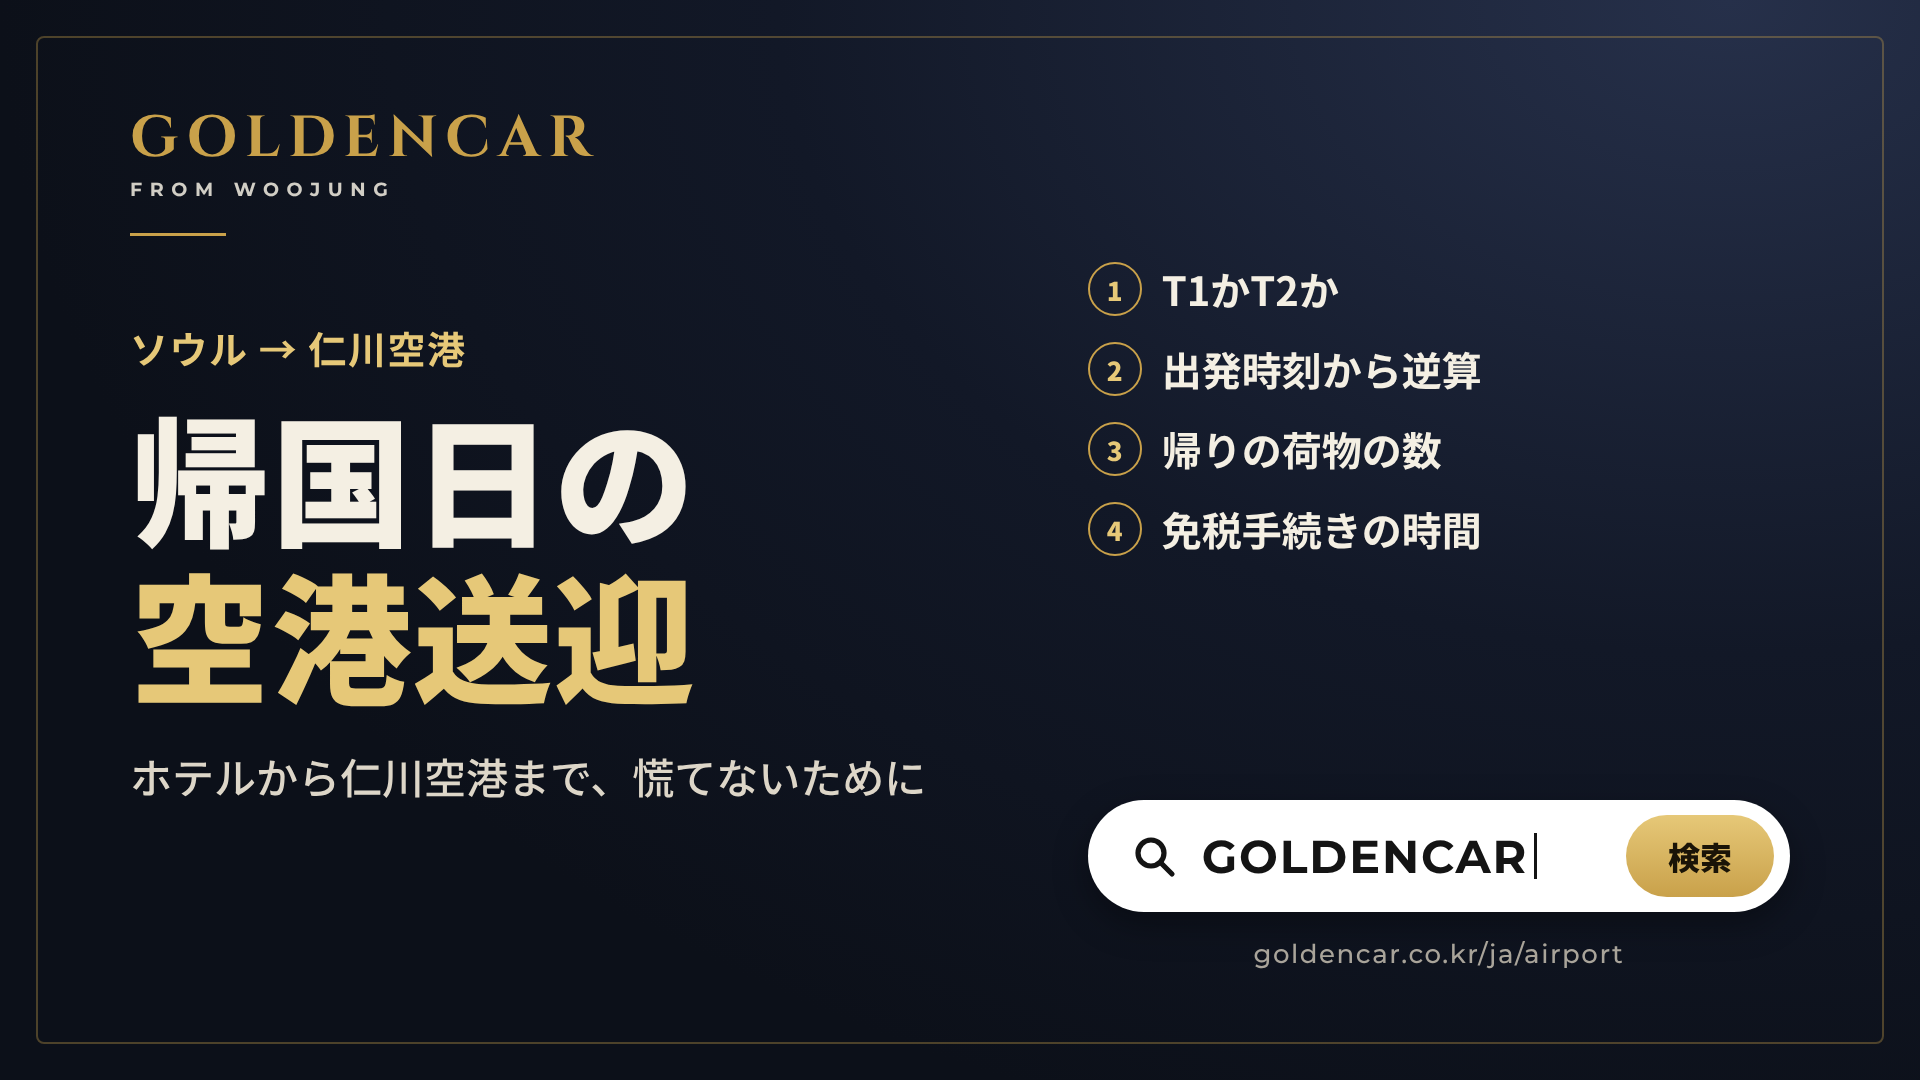 GOLDENCAR
FROM WOOJUNG
ソウル → 仁川空港
帰国日の
空港送迎
ホテルから仁川空港まで、慌てないために
1 T1かT2か
2 出発時刻から逆算
3 帰りの荷物の数
4 免税手続きの時間
GOLDENCAR 検索
goldencar.co.kr/ja/airport